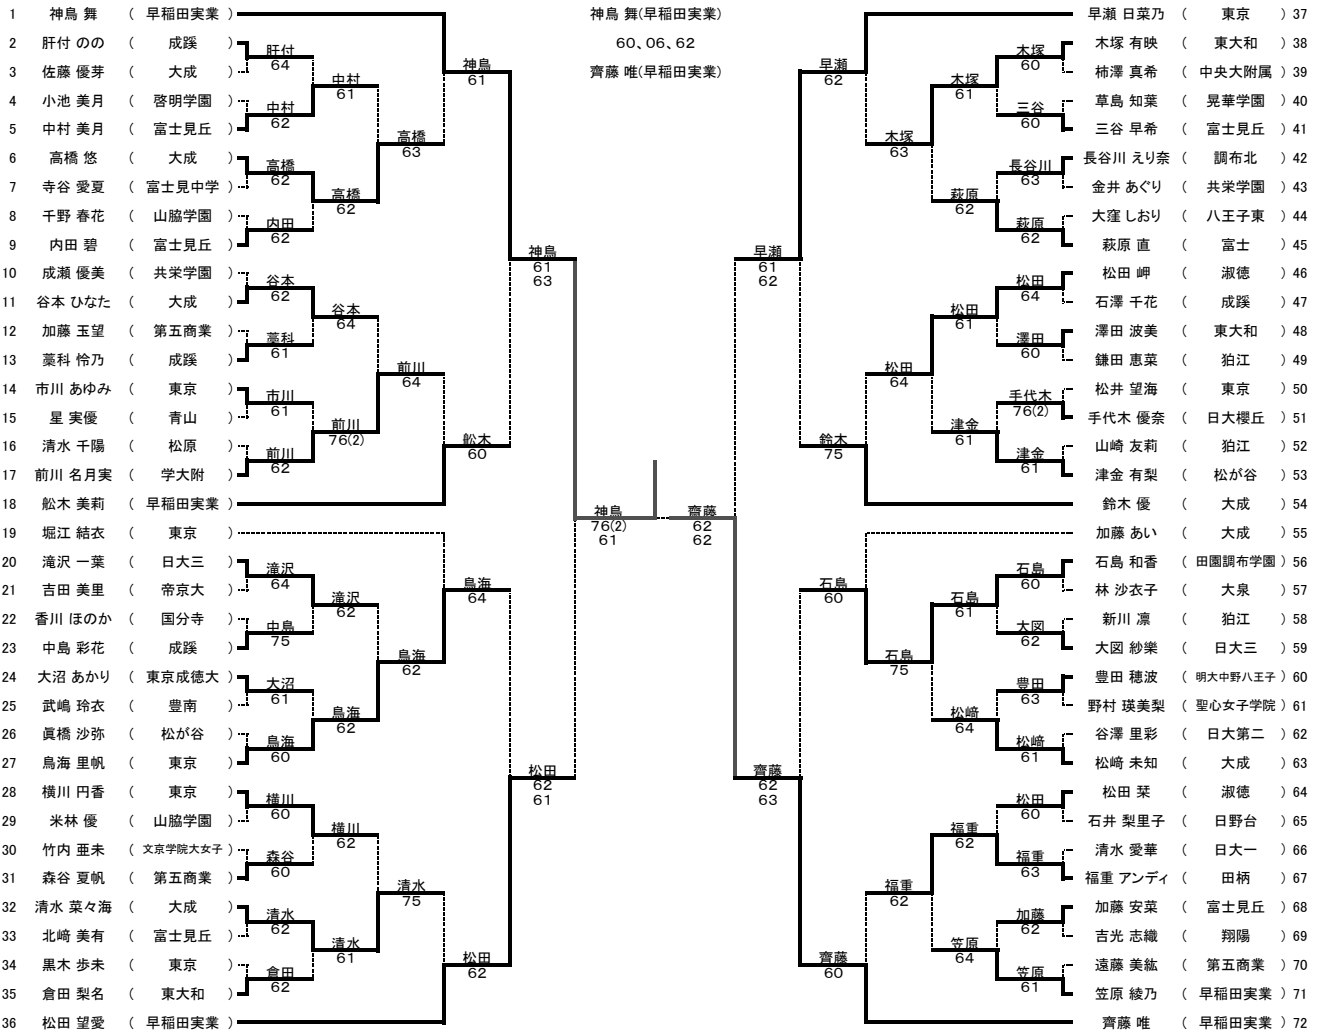 1 神鳥 舞 ( 早稲田実業 )
2 肝付 のの ( 成蹊 )
3 佐藤 優芽 ( 大成 )
4 小池 美月 ( 啓明学園 )
5 中村 美月 ( 富士見丘 )
6 高橋 悠 ( 大成 )
7 寺谷 愛夏 ( 富士見中学 )
8 千野 春花 ( 山脇学園 )
9 内田 碧 ( 富士見丘 )
10 成瀬 優美 ( 共栄学園 )
11 谷本 ひなた ( 大成 )
12 加藤 玉望 ( 第五商業 )
13 藁科 怜乃 ( 成蹊 )
14 市川 あゆみ ( 東京 )
15 星 実優 ( 青山 )
16 清水 千陽 ( 松原 )
17 前川 名月実 ( 学大附 )
18 舩木 美莉 ( 早稲田実業 )
19 堀江 結衣 ( 東京 )
20 滝沢 一葉 ( 日大三 )
21 吉田 美里 ( 帝京大 )
22 香川 ほのか ( 国分寺 )
23 中島 彩花 ( 成蹊 )
24 大沼 あかり ( 東京成徳大 )
25 武嶋 玲衣 ( 豊南 )
26 眞橋 沙弥 ( 松が谷 )
27 鳥海 里帆 ( 東京 )
28 横川 円香 ( 東京 )
29 米林 優 ( 山脇学園 )
30 竹内 亜未 ( 文京学院大女子 )
31 森谷 夏帆 ( 第五商業 )
32 清水 菜々海 ( 大成 )
33 北﨑 美有 ( 富士見丘 )
34 黒木 歩未 ( 東京 )
35 倉田 梨名 ( 東大和 )
36 松田 望愛 ( 早稲田実業 )
肝付
64
中村
62
高橋
62
内田
62
谷本
62
藁科
61
市川
61
前川
62
滝沢
64
中島
75
大沼
61
鳥海
60
横川
60
森谷
60
清水
62
倉田
62
中村
61
高橋
62
谷本
64
前川
76(2)
滝沢
62
鳥海
62
横川
62
清水
61
高橋
63
前川
64
鳥海
62
清水
75
神鳥
61
舩木
60
鳥海
64
松田
62
神鳥
61
63
松田
62
61
神鳥
76(2)
61
神鳥 舞(早稲田実業)
60、06、62
齊藤 唯(早稲田実業)
齋藤
62
62
早瀬
61
62
齊藤
62
63
早瀬
62
鈴木
75
石島
60
齊藤
60
木塚
63
松田
64
石島
75
福重
62
木塚
61
萩原
62
松田
61
津金
61
石島
61
松﨑
64
福重
62
笠原
64
木塚
60
三谷
60
長谷川
63
萩原
62
松田
64
澤田
60
手代木
76(2)
津金
61
石島
60
大図
62
豊田
63
松﨑
61
松田
60
福重
63
加藤
62
笠原
61
早瀬 日菜乃 ( 東京 ) 37
木塚 有映 ( 東大和 ) 38
柿澤 真希 ( 中央大附属 ) 39
草島 知葉 ( 晃華学園 ) 40
三谷 早希 ( 富士見丘 ) 41
長谷川 えり奈 ( 調布北 ) 42
金井 あぐり ( 共栄学園 ) 43
大窪 しおり ( 八王子東 ) 44
萩原 直 ( 富士 ) 45
松田 岬 ( 淑徳 ) 46
石澤 千花 ( 成蹊 ) 47
澤田 波美 ( 東大和 ) 48
鎌田 恵菜 ( 狛江 ) 49
松井 望海 ( 東京 ) 50
手代木 優奈 ( 日大櫻丘 ) 51
山崎 友莉 ( 狛江 ) 52
津金 有梨 ( 松が谷 ) 53
鈴木 優 ( 大成 ) 54
加藤 あい ( 大成 ) 55
石島 和香 ( 田園調布学園 ) 56
林 沙衣子 ( 大泉 ) 57
新川 凛 ( 狛江 ) 58
大図 紗樂 ( 日大三 ) 59
豊田 穂波 ( 明大中野八王子 ) 60
野村 瑛美梨 ( 聖心女子学院 ) 61
谷澤 里彩 ( 日大第二 ) 62
松﨑 未知 ( 大成 ) 63
松田 栞 ( 淑徳 ) 64
石井 梨里子 ( 日野台 ) 65
清水 愛華 ( 日大一 ) 66
福重 アンディ ( 田柄 ) 67
加藤 安菜 ( 富士見丘 ) 68
吉光 志織 ( 翔陽 ) 69
遠藤 美紘 ( 第五商業 ) 70
笠原 綾乃 ( 早稲田実業 ) 71
齊藤 唯 ( 早稲田実業 ) 72